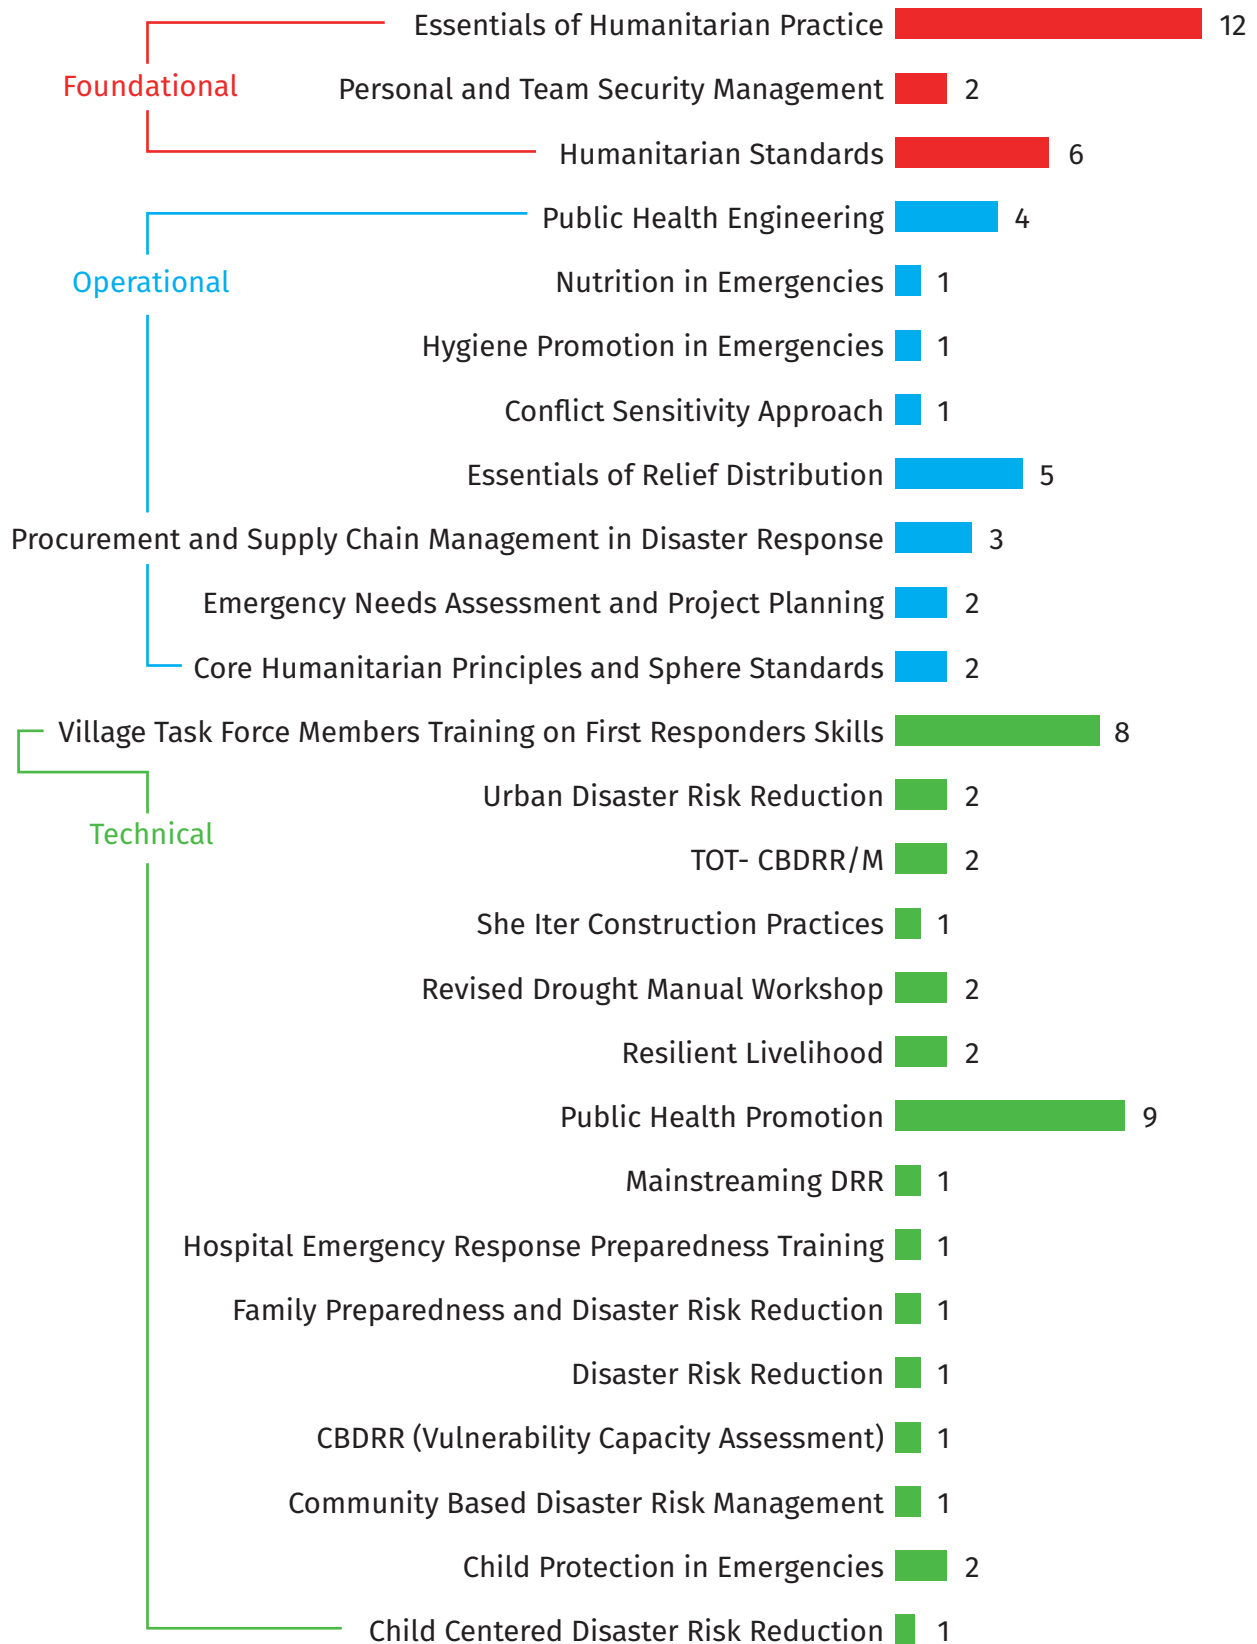 Essentials of Humanitarian Practice 12
Foundational
Personal and Team Security Management 2
Humanitarian Standards 6
Public Health Engineering 4
Operational
Nutrition in Emergencies 1
Hygiene Promotion in Emergencies 1
Conflict Sensitivity Approach 1
Essentials of Relief Distribution 5
Procurement and Supply Chain Management in Disaster Response 3
Emergency Needs Assessment and Project Planning 2
Core Humanitarian Principles and Sphere Standards 2
Village Task Force Members Training on First Responders Skills 8
Urban Disaster Risk Reduction 2
Technical
TOT- CBDRR/M 2
She Iter Construction Practices 1
Revised Drought Manual Workshop 2
Resilient Livelihood 2
Public Health Promotion 9
Mainstreaming DRR 1
Hospital Emergency Response Preparedness Training 1
Family Preparedness and Disaster Risk Reduction 1
Disaster Risk Reduction 1
CBDRR (Vulnerability Capacity Assessment) 1
Community Based Disaster Risk Management 1
Child Protection in Emergencies 2
Child Centered Disaster Risk Reduction 1